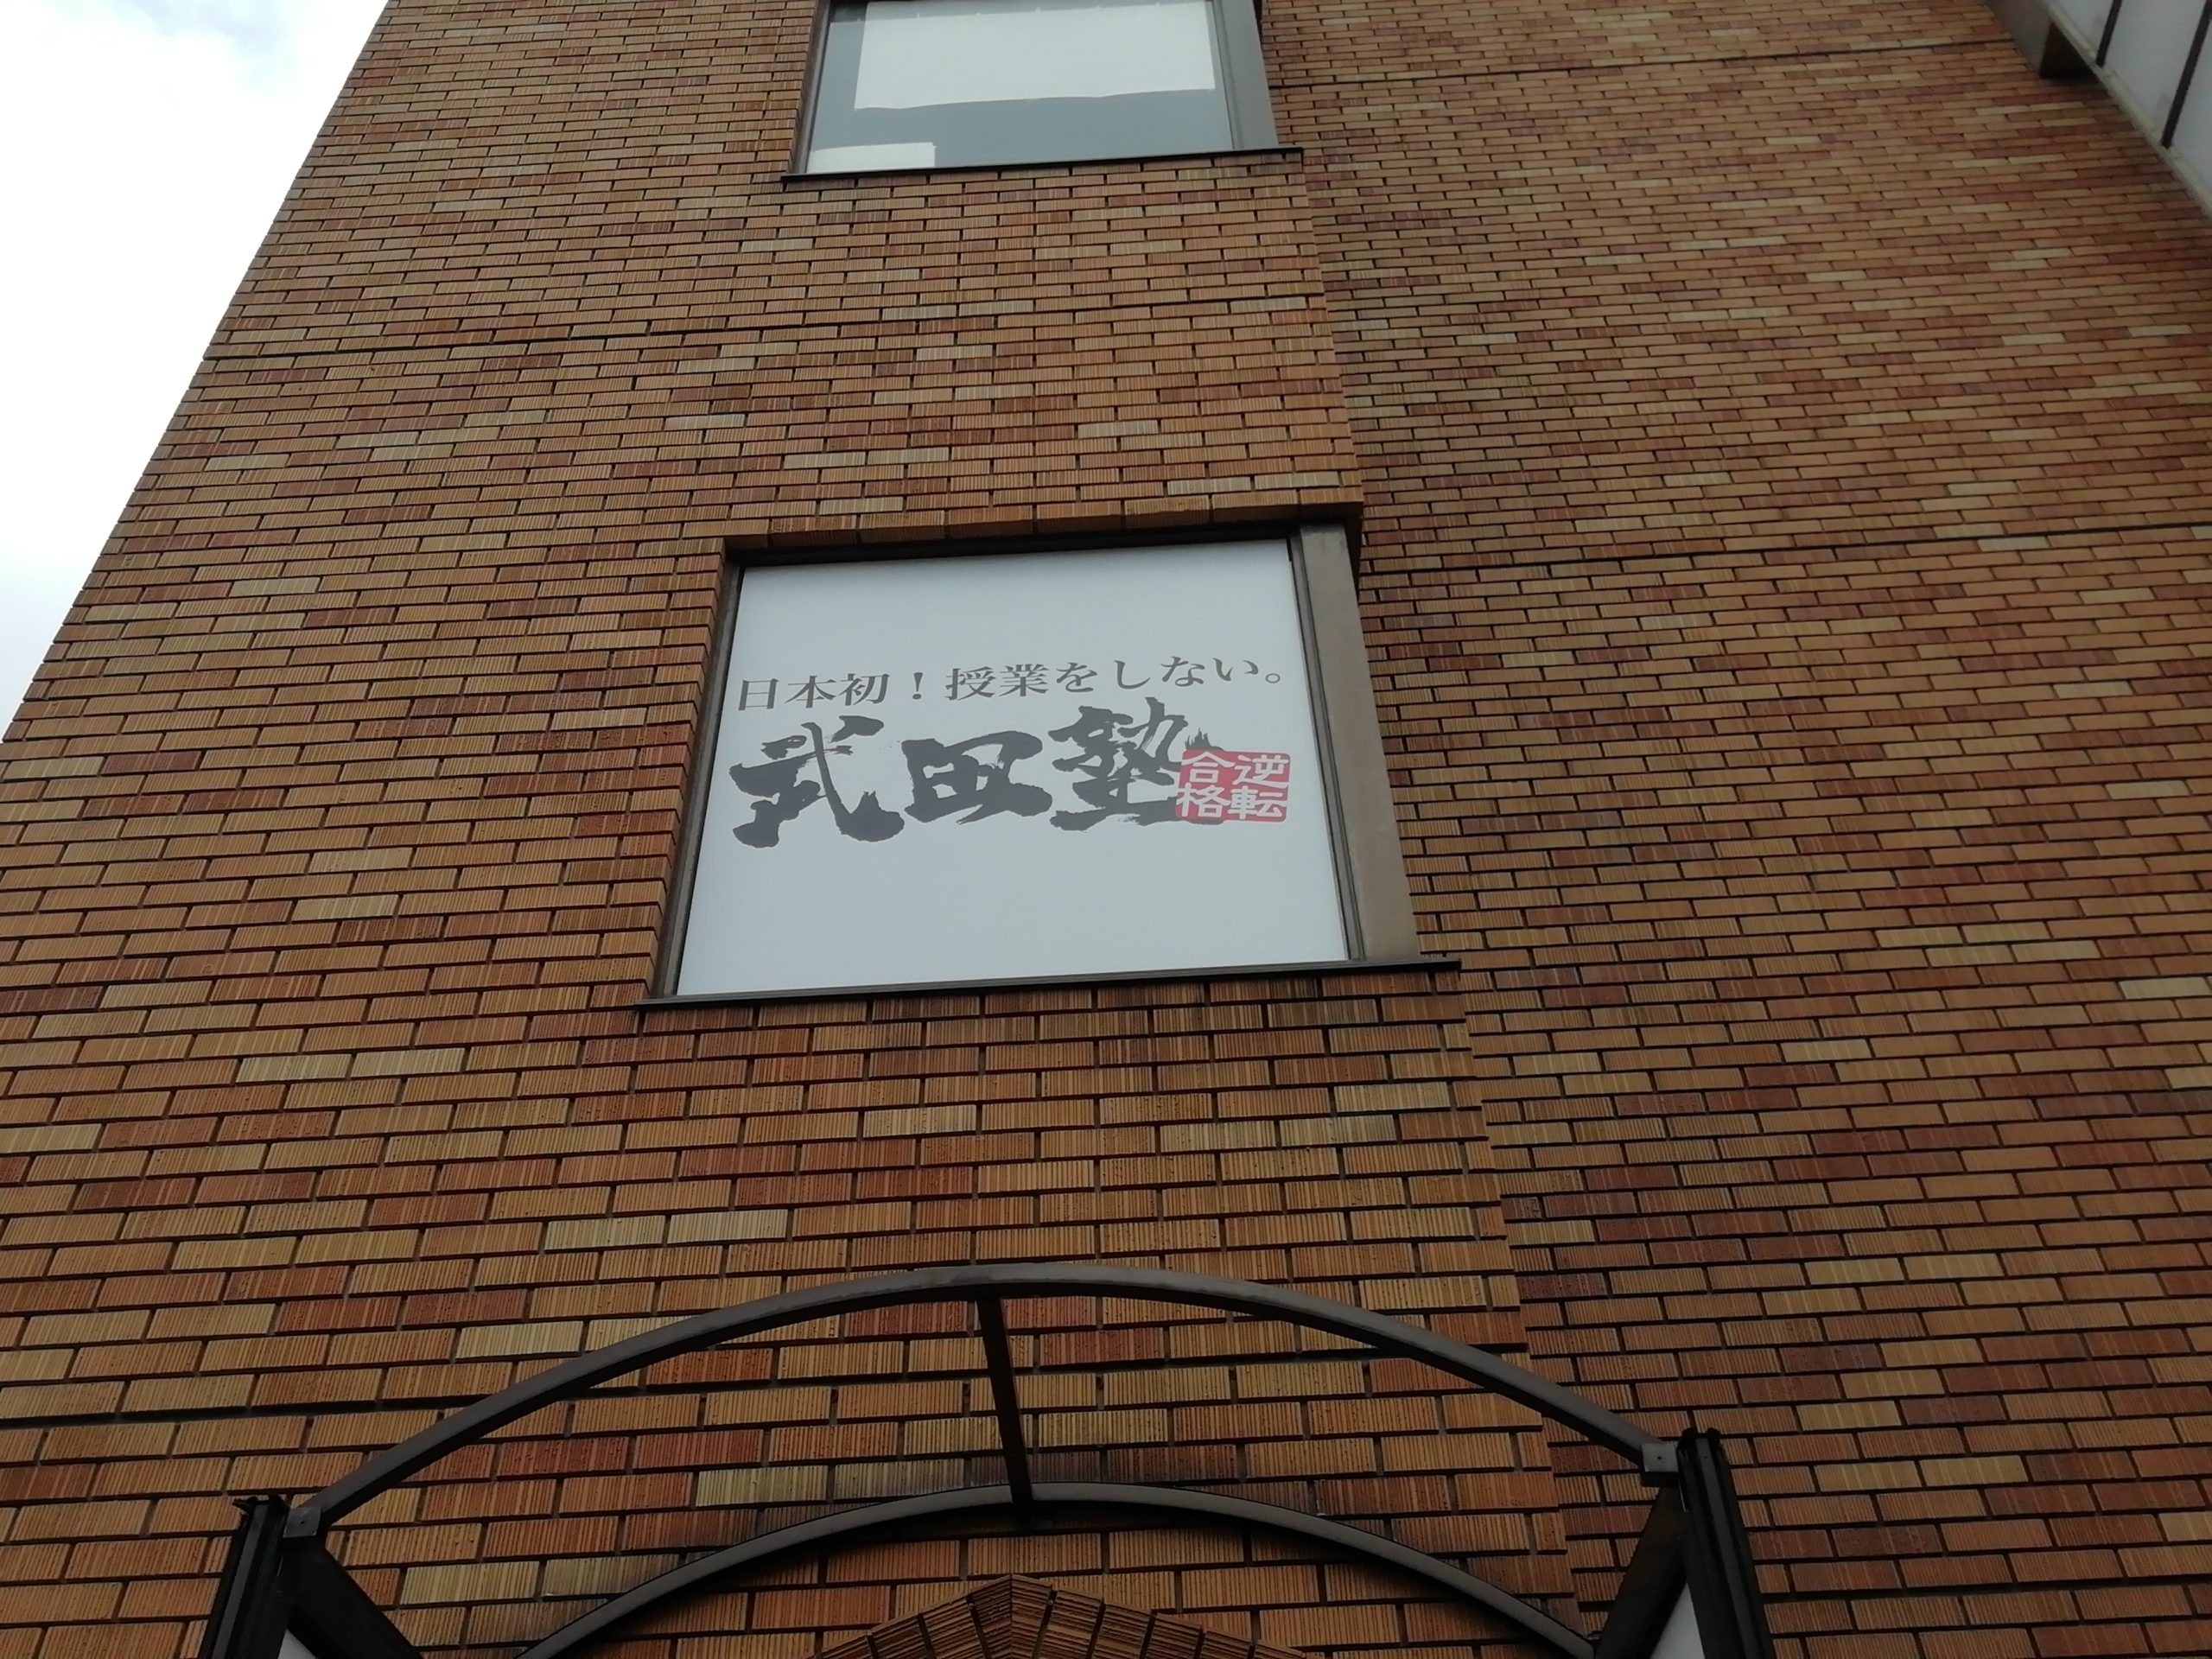 日本初！授業をしない。
武田塾
逆転
合格